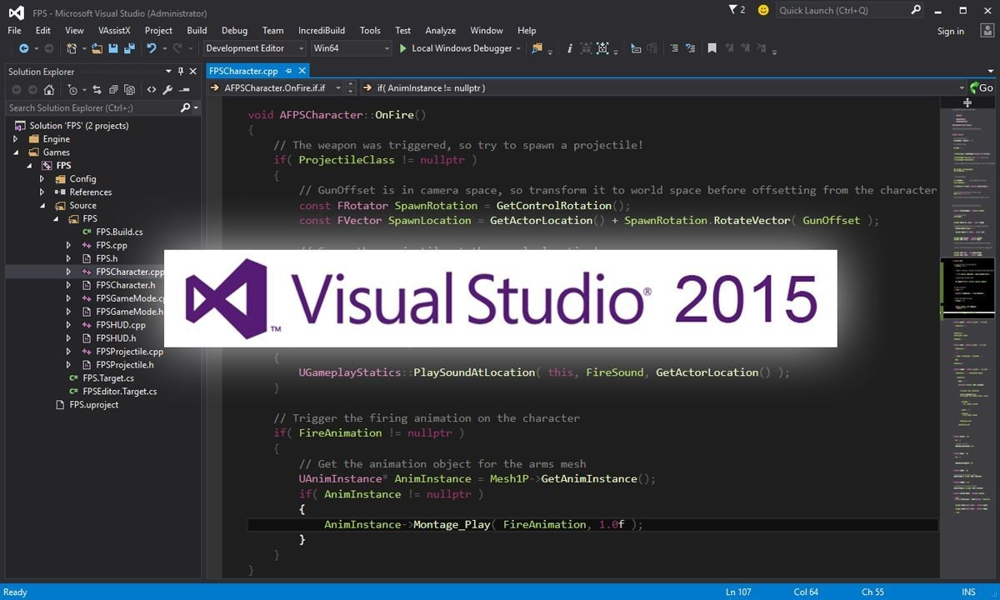 FPS - Microsoft Visual Studio (Administrator)
2
Quick Launch (Ctrl+Q)
File Edit View VAssistX Project Build Debug Team IncrediBuild Tools Test Analyze Window Help
Sign in
Development Editor Win64 Local Windows Debugger
Solution Explorer
FPSCharacter.cpp
AFPSCharacter.OnFire.if.if
if( AnimInstance != nullptr )
Go
Search Solution Explorer (Ctrl+;)
Solution 'FPS' (2 projects)
Engine
Games
FPS
Config
References
Source
FPS
FPS.Build.cs
FPS.cpp
FPS.h
FPSCharacter.cpp
FPSCharacter.h
FPSGameMode.cp
FPSGameMode.h
FPSHUD.cpp
FPSHUD.h
FPSProjectile.cpp
FPSProjectile.h
FPS.Target.cs
FPSEditor.Target.cs
FPS.uproject
void AFPSCharacter::OnFire()
{
// The weapon was triggered, so try to spawn a projectile!
if( ProjectileClass != nullptr )
{
// GunOffset is in camera space, so transform it to world space before offsetting from the character
const FRotator SpawnRotation = GetControlRotation();
const FVector SpawnLocation = GetActorLocation() + SpawnRotation.RotateVector( GunOffset );
Visual Studio® 2015
™
{
UGameplayStatics::PlaySoundAtLocation( this, FireSound, GetActorLocation() );
}
// Trigger the firing animation on the character
if( FireAnimation != nullptr )
{
// Get the animation object for the arms mesh
UAnimInstance* AnimInstance = Mesh1P->GetAnimInstance();
if( AnimInstance != nullptr )
{
AnimInstance->Montage_Play( FireAnimation, 1.0f );
}
}
}
Ready
Ln 107 Col 64 Ch 55 INS